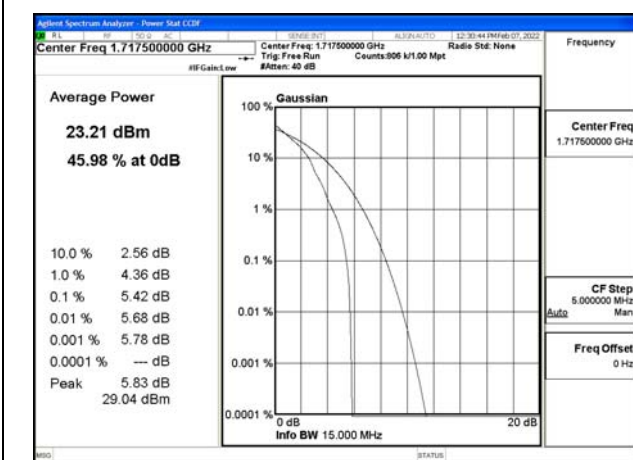 Agilent Spectrum Analyzer - Power Stat CCDF
RL RF 50 Ω AC SENSE:INT ALIGNAUTO 12:30:44 PM Feb 07, 2022
Center Freq 1.717500000 GHz
Center Freq: 1.717500000 GHz Radio Std: None
Trig: Free Run Counts:806 k/1.00 Mpt
#IFGain:Low #Atten: 40 dB
Frequency
Average Power
23.21 dBm
45.98 % at 0dB
10.0 % 2.56 dB
1.0 % 4.36 dB
0.1 % 5.42 dB
0.01 % 5.68 dB
0.001 % 5.78 dB
0.0001 % --- dB
Peak 5.83 dB
29.04 dBm
Gaussian
100 %
10 %
1 %
0.1 %
0.01 %
0.001 %
0.0001 %
0 dB 20 dB
Info BW 15.000 MHz
Center Freq
1.717500000 GHz
CF Step
5.000000 MHz
Auto Man
Freq Offset
0 Hz
MSG STATUS